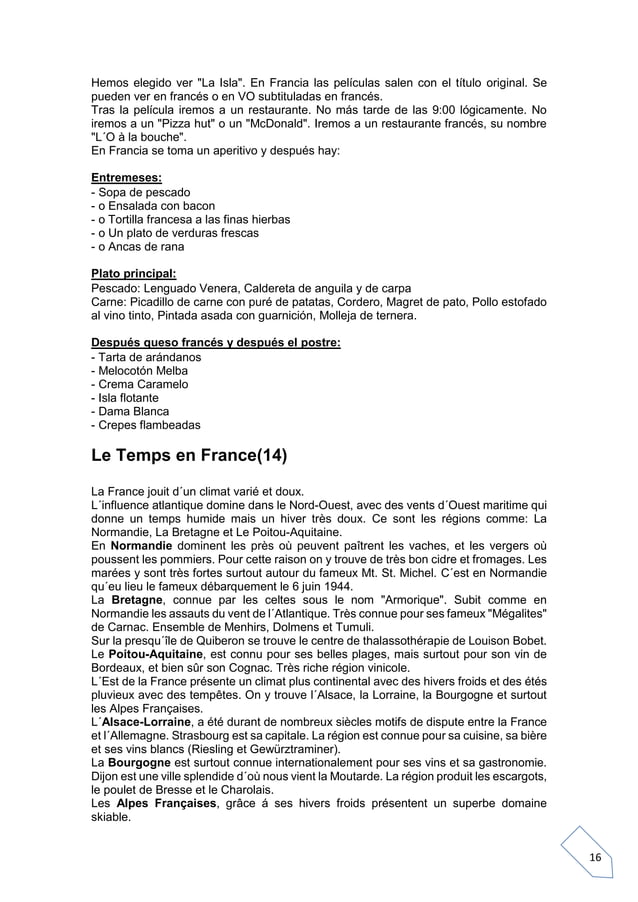 Hemos elegido ver "La Isla". En Francia las películas salen con el título original. Se
pueden ver en francés o en VO subtituladas en francés.
Tras la película iremos a un restaurante. No más tarde de las 9:00 lógicamente. No
iremos a un "Pizza hut" o un "McDonald". Iremos a un restaurante francés, su nombre
"L´O à la bouche".
En Francia se toma un aperitivo y después hay:
Entremeses:
- Sopa de pescado
- o Ensalada con bacon
- o Tortilla francesa a las finas hierbas
- o Un plato de verduras frescas
- o Ancas de rana
Plato principal:
Pescado: Lenguado Venera, Caldereta de anguila y de carpa
Carne: Picadillo de carne con puré de patatas, Cordero, Magret de pato, Pollo estofado
al vino tinto, Pintada asada con guarnición, Molleja de ternera.
Después queso francés y después el postre:
- Tarta de arándanos
- Melocotón Melba
- Crema Caramelo
- Isla flotante
- Dama Blanca
- Crepes flambeadas
Le Temps en France(14)
La France jouit d´un climat varié et doux.
L´influence atlantique domine dans le Nord-Ouest, avec des vents d´Ouest maritime qui
donne un temps humide mais un hiver très doux. Ce sont les régions comme: La
Normandie, La Bretagne et Le Poitou-Aquitaine.
En Normandie dominent les près où peuvent paîtrent les vaches, et les vergers où
poussent les pommiers. Pour cette raison on y trouve de très bon cidre et fromages. Les
marées y sont très fortes surtout autour du fameux Mt. St. Michel. C´est en Normandie
qu´eu lieu le fameux débarquement le 6 juin 1944.
La Bretagne, connue par les celtes sous le nom "Armorique". Subit comme en
Normandie les assauts du vent de l´Atlantique. Très connue pour ses fameux "Mégalites"
de Carnac. Ensemble de Menhirs, Dolmens et Tumuli.
Sur la presqu´île de Quiberon se trouve le centre de thalassothérapie de Louison Bobet.
Le Poitou-Aquitaine, est connu pour ses belles plages, mais surtout pour son vin de
Bordeaux, et bien sûr son Cognac. Très riche région vinicole.
L´Est de la France présente un climat plus continental avec des hivers froids et des étés
pluvieux avec des tempêtes. On y trouve l´Alsace, la Lorraine, la Bourgogne et surtout
les Alpes Françaises.
L´Alsace-Lorraine, a été durant de nombreux siècles motifs de dispute entre la France
et l´Allemagne. Strasbourg est sa capitale. La région est connue pour sa cuisine, sa bière
et ses vins blancs (Riesling et Gewürztraminer).
La Bourgogne est surtout connue internationalement pour ses vins et sa gastronomie.
Dijon est une ville splendide d´où nous vient la Moutarde. La région produit les escargots,
le poulet de Bresse et le Charolais.
Les Alpes Françaises, grâce á ses hivers froids présentent un superbe domaine
skiable.
16